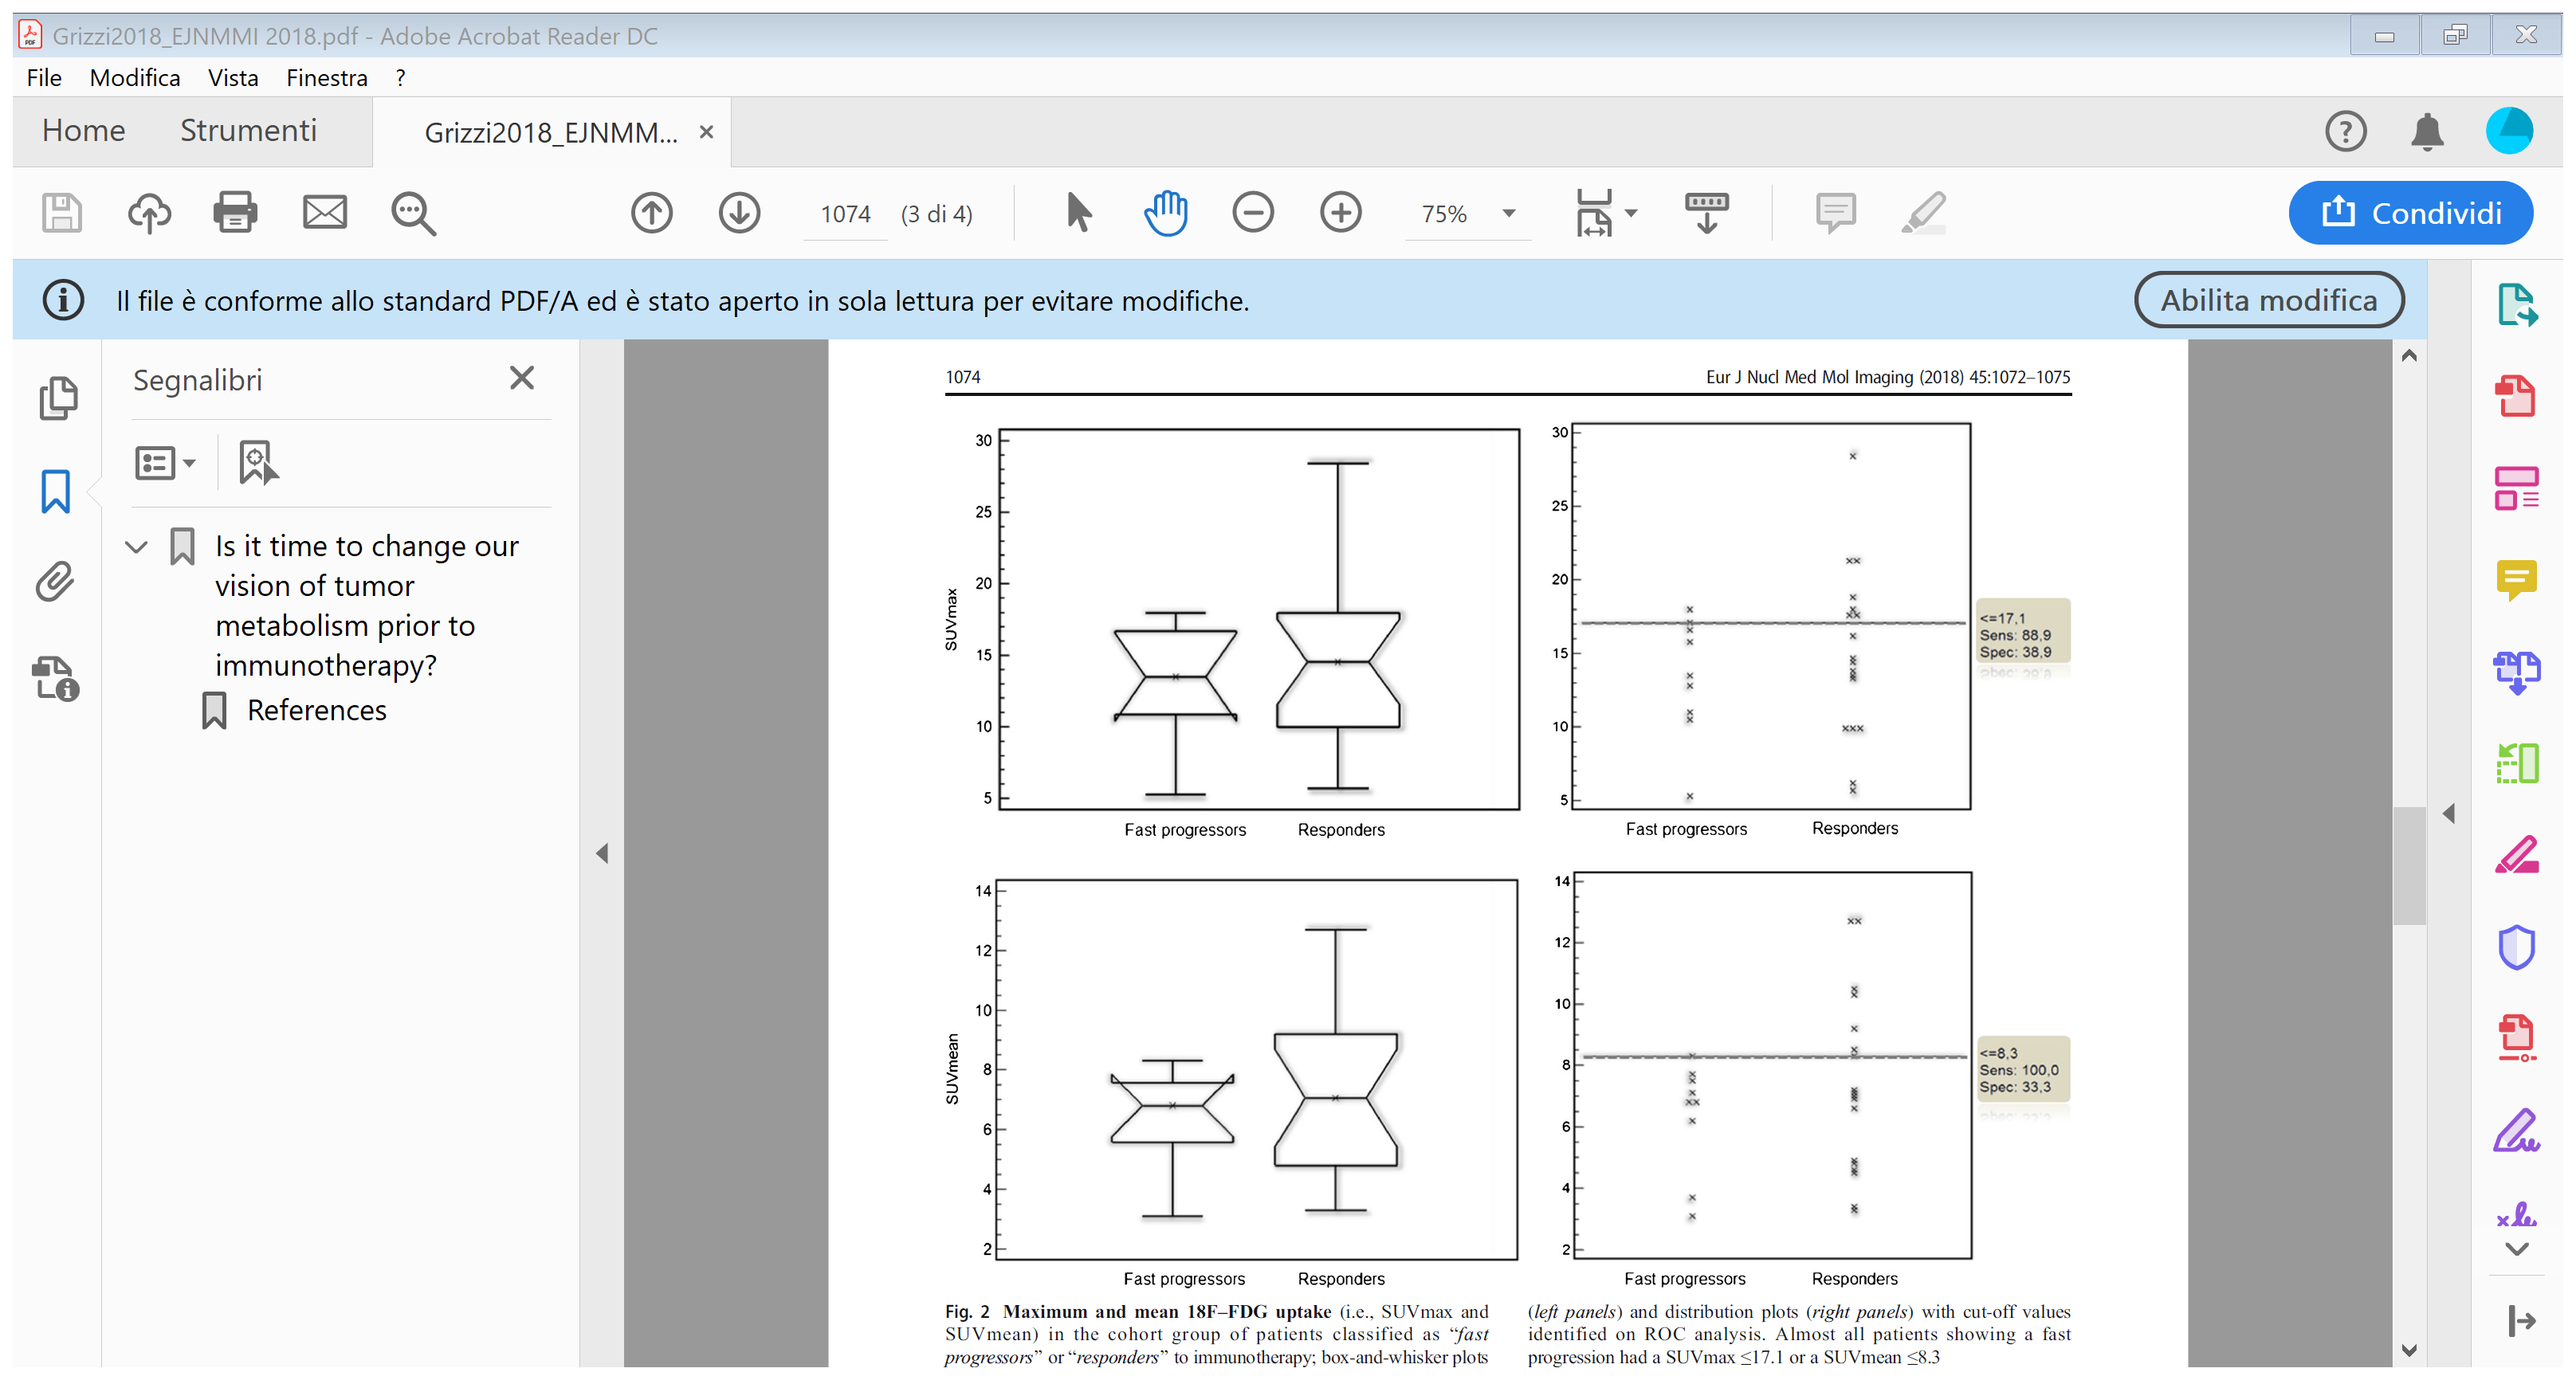 Grizzi2018_EJNMMI 2018.pdf - Adobe Acrobat Reader DC
File Modifica Vista Finestra ?
Home Strumenti Grizzi2018_EJNMM... ×
1074 (3 di 4) 75% Condividi
Il file è conforme allo standard PDF/A ed è stato aperto in sola lettura per evitare modifiche. Abilita modifica
Segnalibri
Is it time to change our
vision of tumor
metabolism prior to
immunotherapy?
References
1074 Eur J Nucl Med Mol Imaging (2018) 45:1072–1075
SUVmax
30
25
20
15
10
5
Fast progressors Responders
30
25
20
15
10
5
Fast progressors Responders
<=17,1
Sens: 88,9
Spec: 38,9
SUVmean
14
12
10
8
6
4
2
Fast progressors Responders
14
12
10
8
6
4
2
Fast progressors Responders
<=8,3
Sens: 100,0
Spec: 33,3
Fig. 2 Maximum and mean 18F–FDG uptake (i.e., SUVmax and
SUVmean) in the cohort group of patients classified as “fast
progressors” or “responders” to immunotherapy; box-and-whisker plots
(left panels) and distribution plots (right panels) with cut-off values
identified on ROC analysis. Almost all patients showing a fast
progression had a SUVmax ≤17.1 or a SUVmean ≤8.3